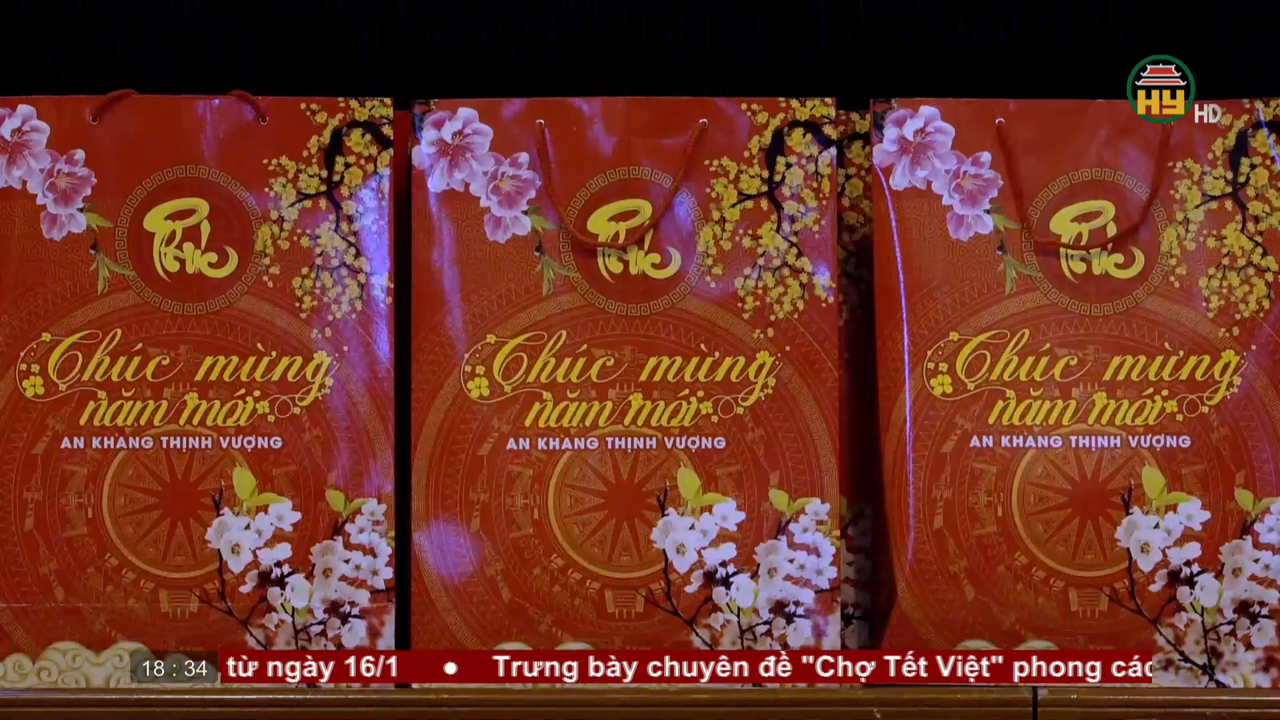 HY HD
Phúc
Chúc mừng
năm mới
AN KHANG THỊNH VƯỢNG
Phúc
Chúc mừng
năm mới
AN KHANG THỊNH VƯỢNG
Phúc
Chúc mừng
năm mới
AN KHANG THỊNH VƯỢNG
18 : 34 từ ngày 16/1 • Trưng bày chuyên đề "Chợ Tết Việt" phong các